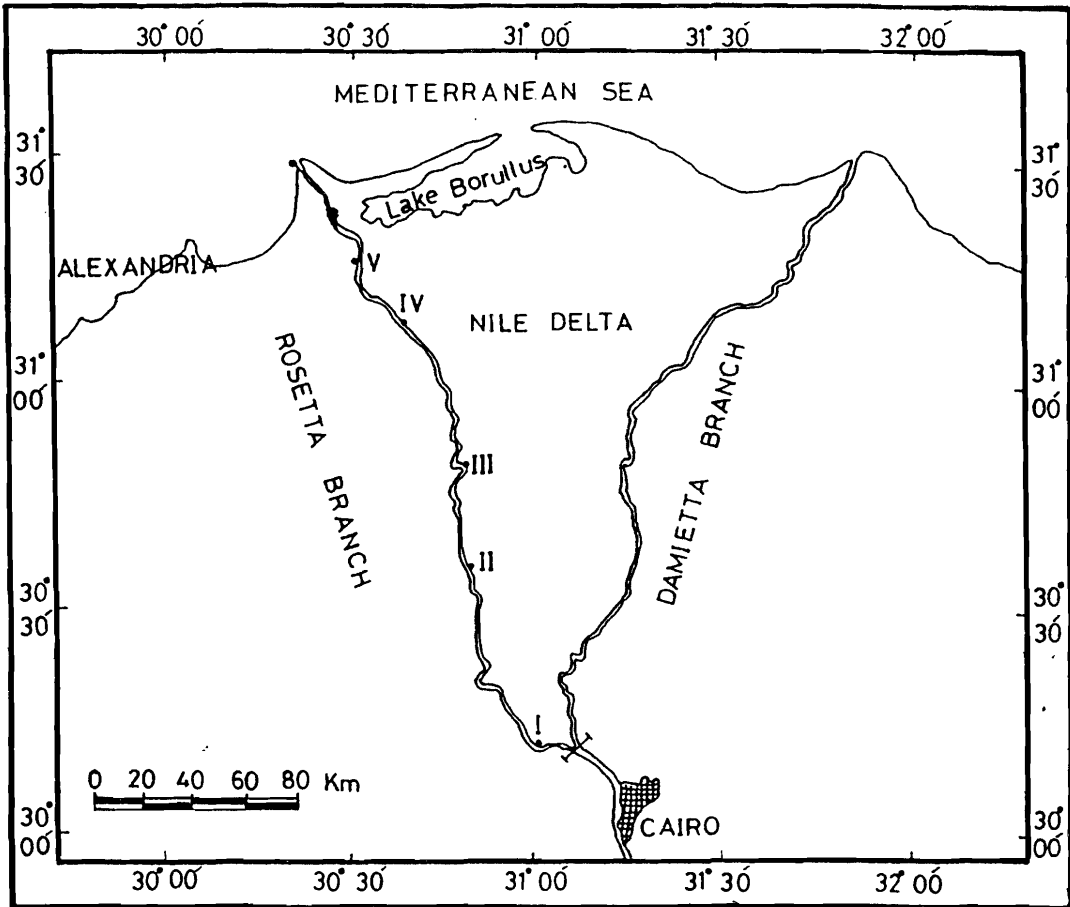 30° 00′ 30° 30′ 31° 00′ 31° 30′ 32° 00′
MEDITERRANEAN SEA
31° 30′
31° 30′
Lake Borullus
ALEXANDRIA
V
IV
NILE DELTA
ROSETTA BRANCH
DAMIETTA BRANCH
31° 00′
31° 00′
III
II
30° 30′
30° 30′
I
0 20 40 60 80 Km
30° 00′
30° 00′
CAIRO
30° 00′ 30° 30′ 31° 00′ 31° 30′ 32° 00′